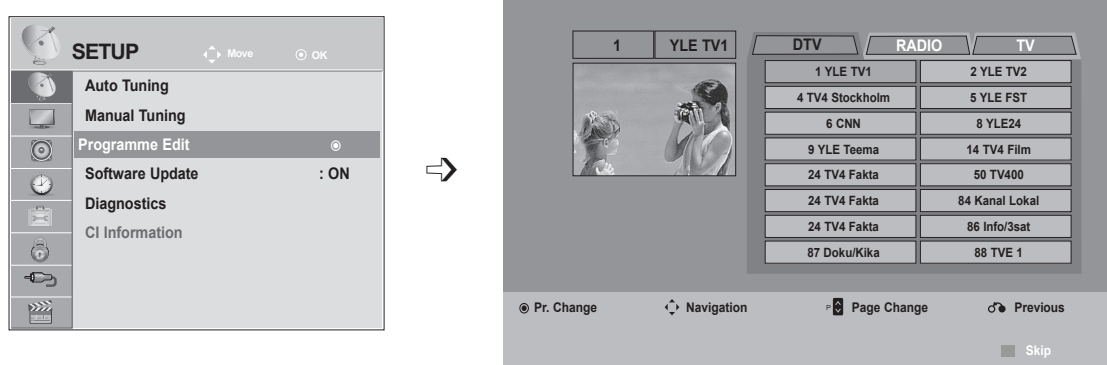 SETUP Move OK
Auto Tuning
Manual Tuning
Programme Edit
Software Update : ON
Diagnostics
CI Information
1 YLE TV1
DTV RADIO TV
1 YLE TV1 2 YLE TV2
4 TV4 Stockholm 5 YLE FST
6 CNN 8 YLE24
9 YLE Teema 14 TV4 Film
24 TV4 Fakta 50 TV400
24 TV4 Fakta 84 Kanal Lokal
24 TV4 Fakta 86 Info/3sat
87 Doku/Kika 88 TVE 1
Pr. Change Navigation P Page Change Previous
Skip